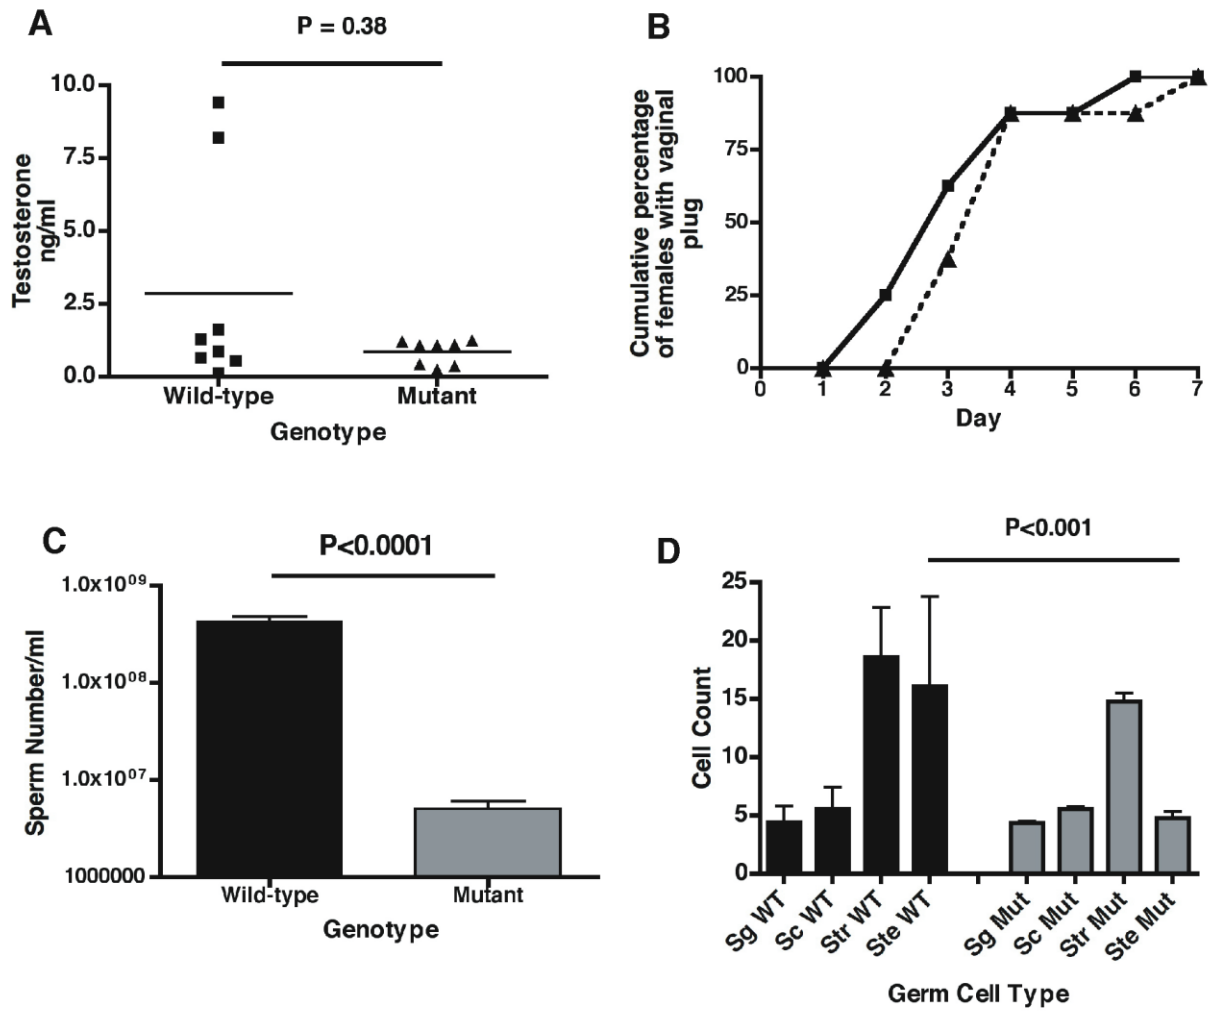 A
P = 0.38
10.0
7.5
5.0
2.5
0.0
Testosterone
ng/ml
Wild-type
Mutant
Genotype
B
100
75
50
25
0
Cumulative percentage
of females with vaginal
plug
0 1 2 3 4 5 6 7
Day
C
P<0.0001
1.0x10⁰⁹
1.0x10⁰⁸
1.0x10⁰⁷
1000000
Sperm Number/ml
Wild-type
Mutant
Genotype
D
P<0.001
25
20
15
10
5
0
Cell Count
Sg WT
Sc WT
Str WT
Ste WT
Sg Mut
Sc Mut
Str Mut
Ste Mut
Germ Cell Type